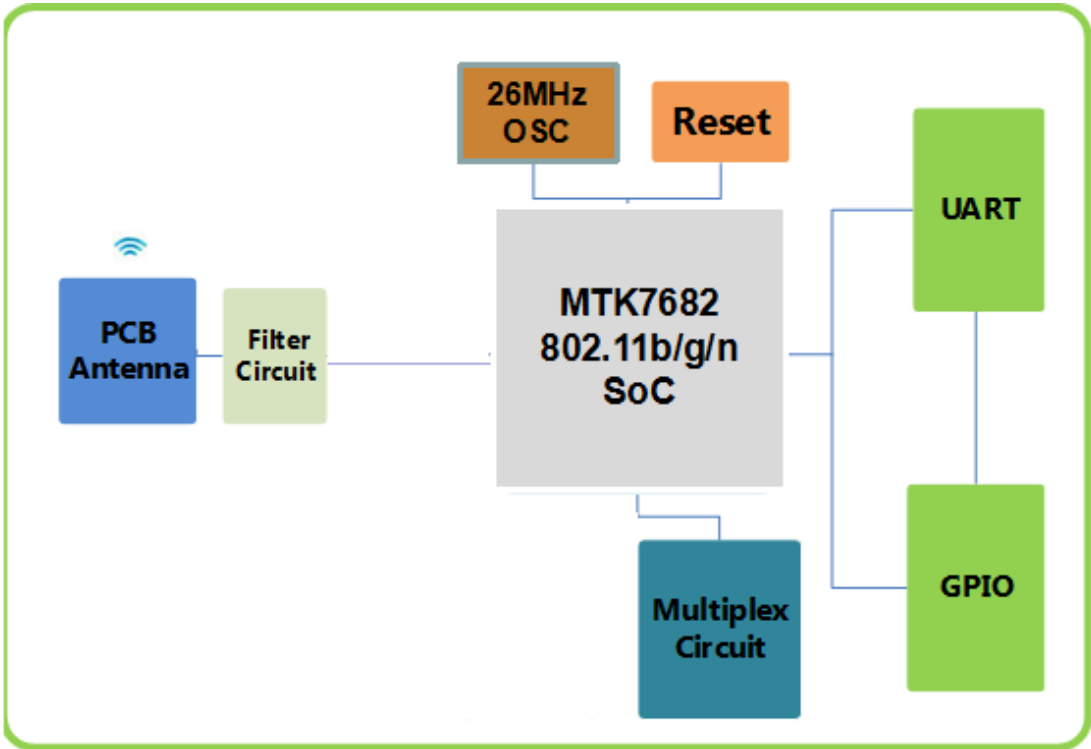 26MHz
OSC
Reset
UART
PCB
Antenna
Filter
Circuit
MTK7682
802.11b/g/n
SoC
Multiplex
Circuit
GPIO